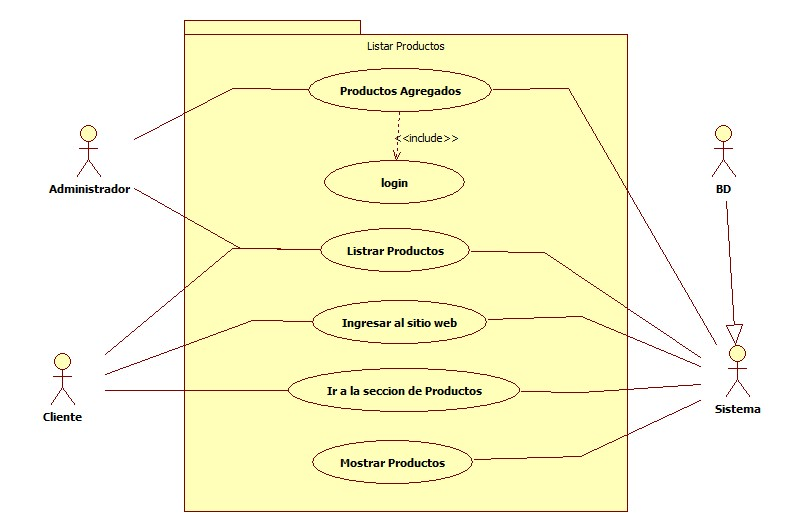 Listar Productos
Productos Agregados
<<include>>
login
Administrador
BD
Listrar Productos
Ingresar al sitio web
Ir a la seccion de Productos
Cliente
Sistema
Mostrar Productos